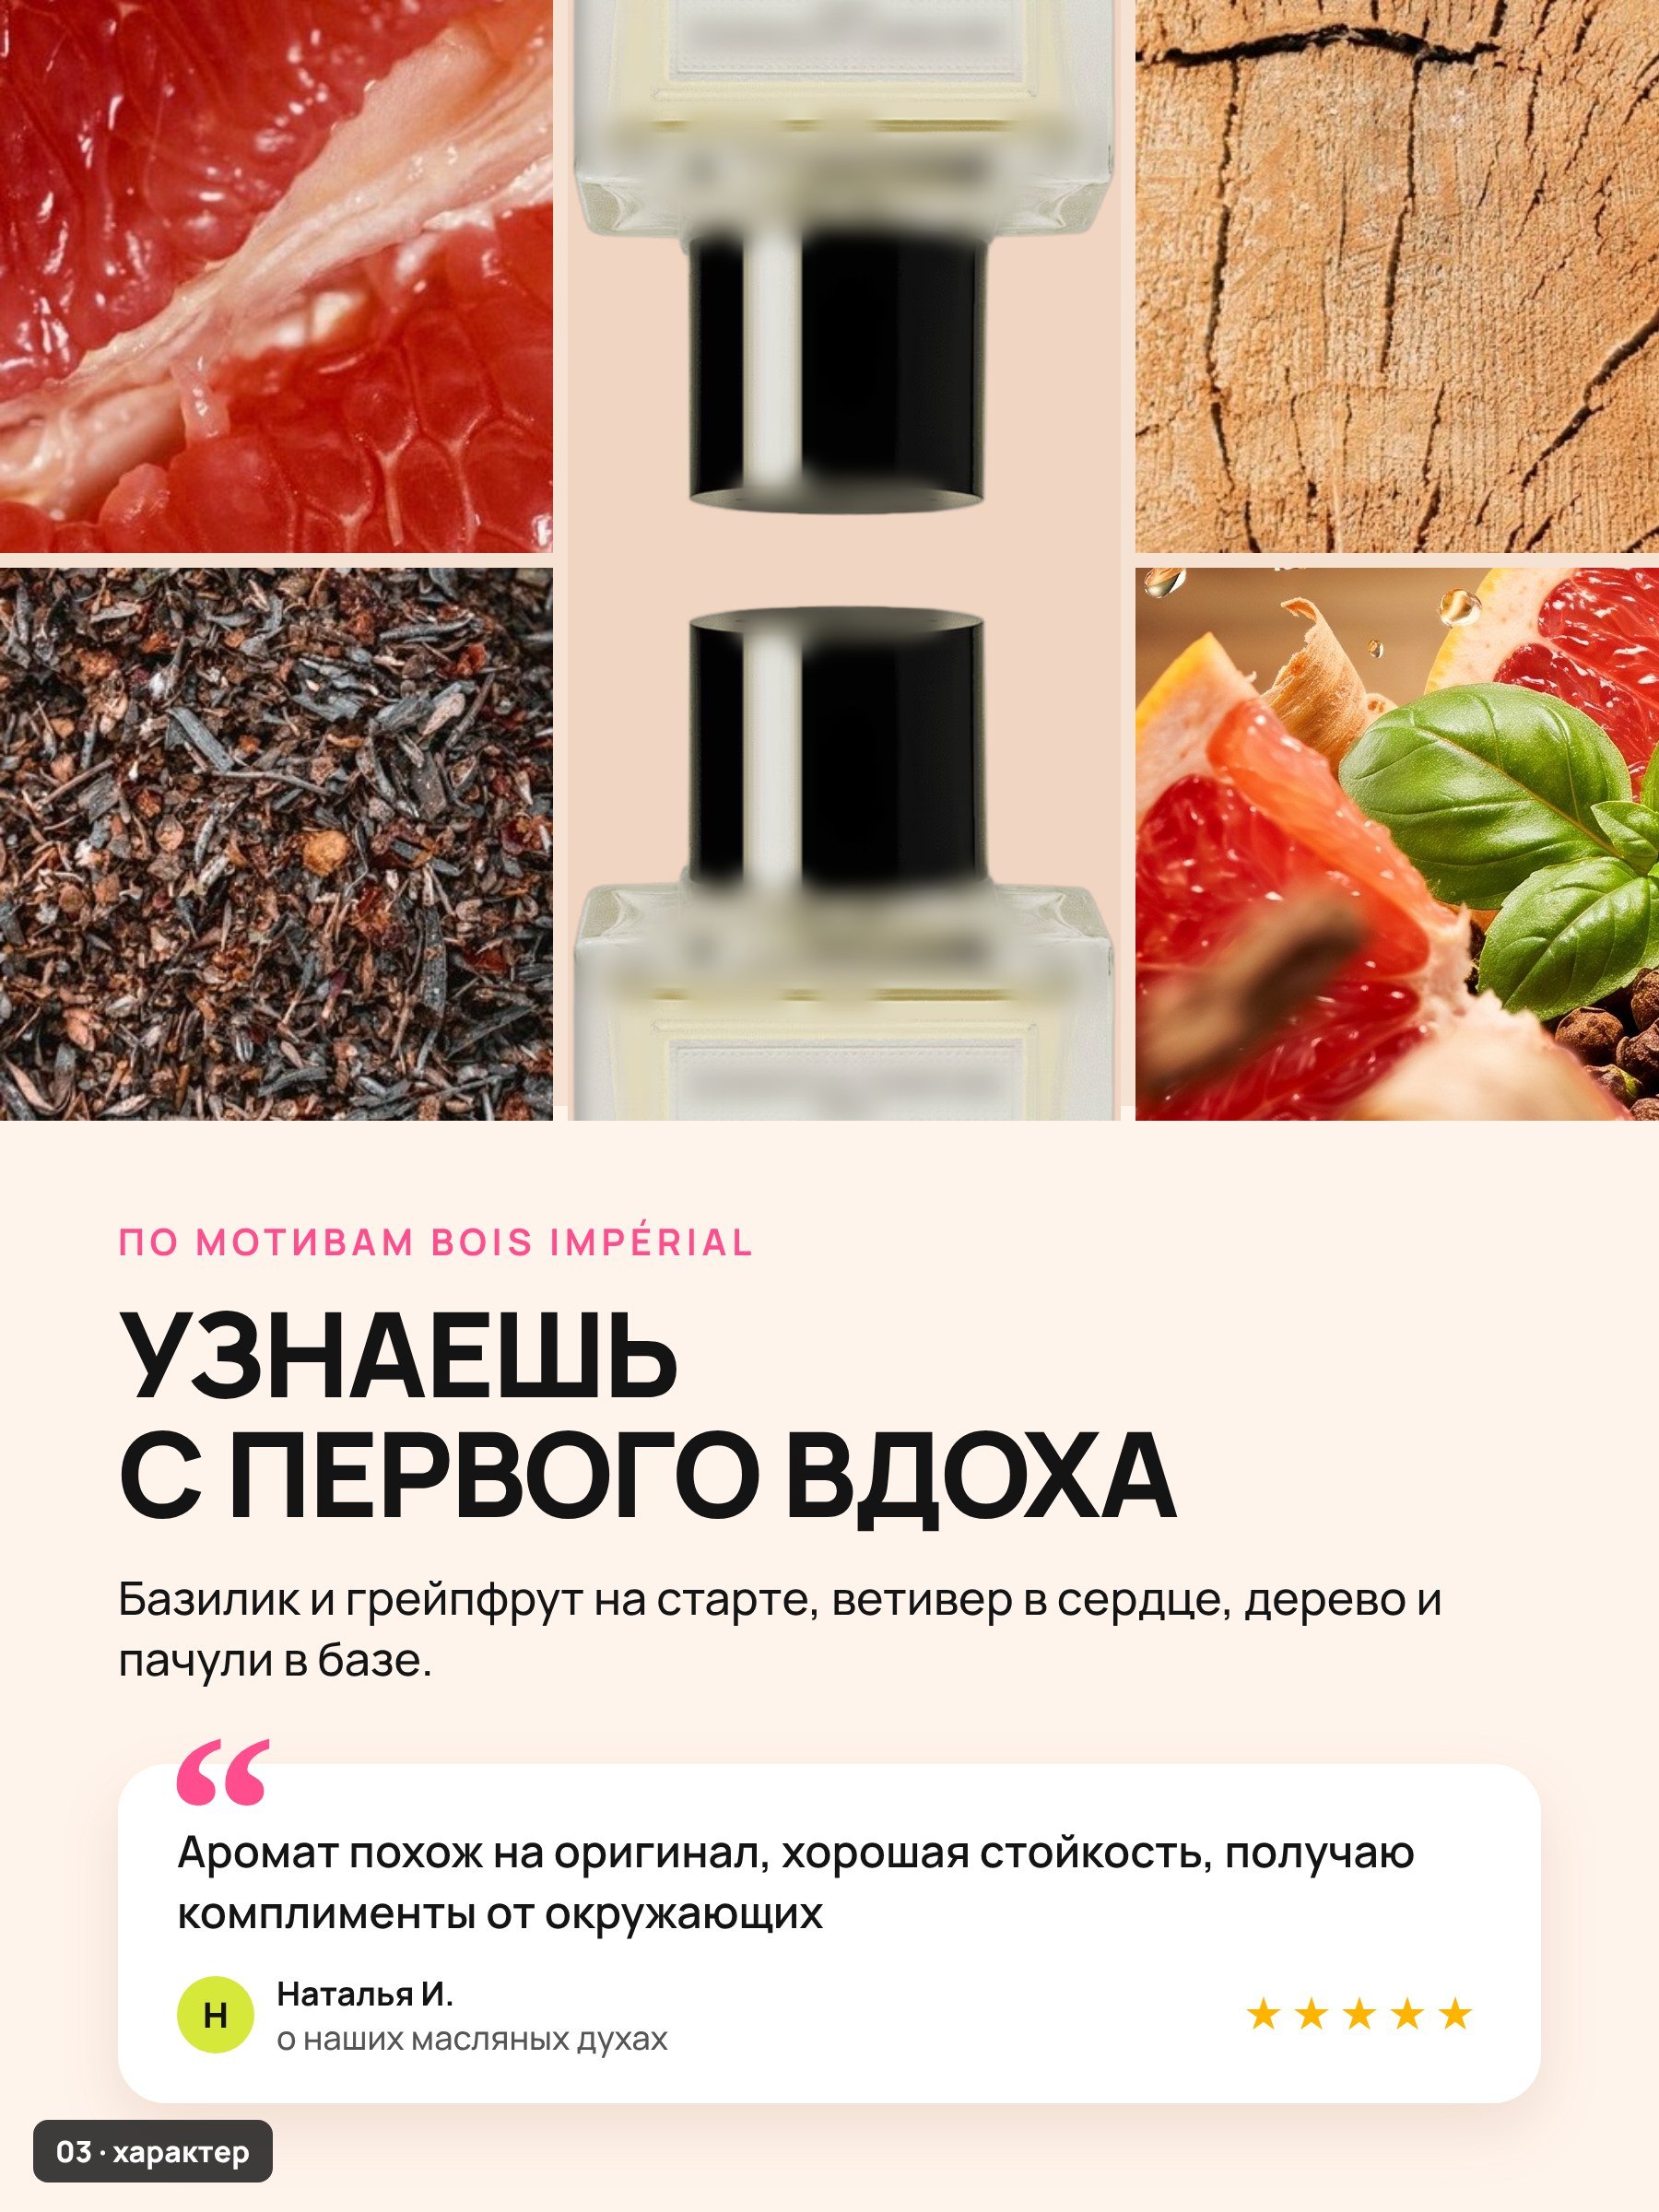 ПО МОТИВАМ BOIS IMPÉRIAL
УЗНАЕШЬ
С ПЕРВОГО ВДОХА
Базилик и грейпфрут на старте, ветивер в сердце, дерево и
пачули в базе.
“
Аромат похож на оригинал, хорошая стойкость, получаю
комплименты от окружающих
Н
Наталья И.
о наших масляных духах
★★★★★
03 · характер